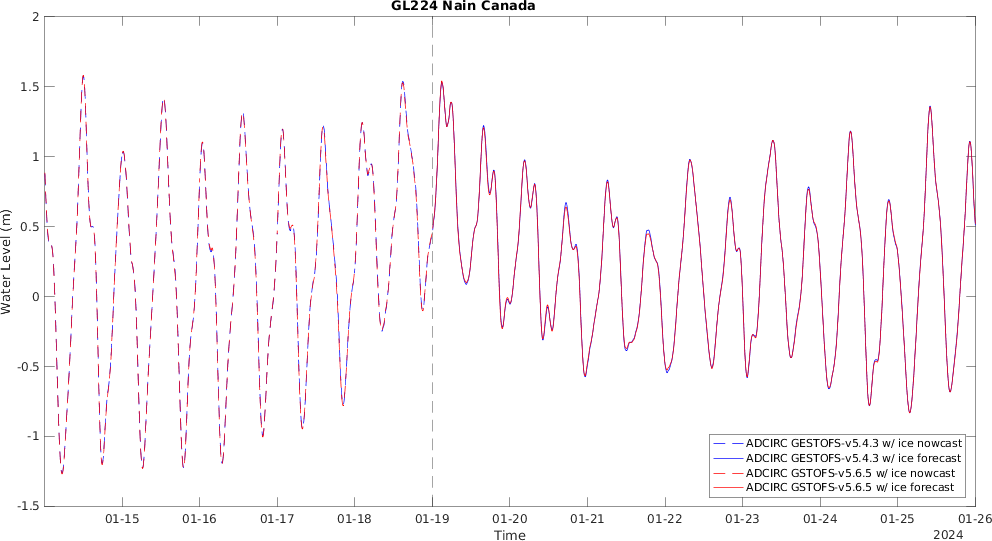 GL224 Nain Canada
2
1.5
1
0.5
0
-0.5
-1
-1.5
Water Level (m)
01-15 01-16 01-17 01-18 01-19 01-20 01-21 01-22 01-23 01-24 01-25 01-26
Time
2024
ADCIRC GESTOFS-v5.4.3 w/ ice nowcast
ADCIRC GESTOFS-v5.4.3 w/ ice forecast
ADCIRC GSTOFS-v5.6.5 w/ ice nowcast
ADCIRC GSTOFS-v5.6.5 w/ ice forecast